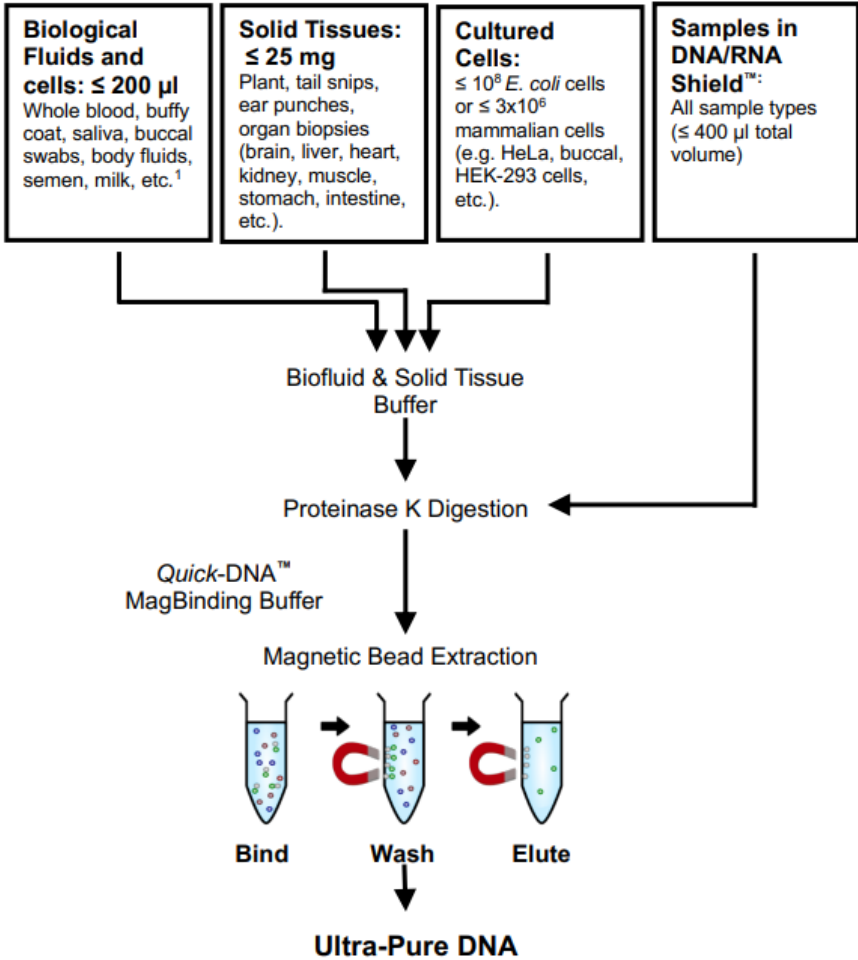 Biological
Fluids and
cells: ≤ 200 µl
Whole blood, buffy
coat, saliva, buccal
swabs, body fluids,
semen, milk, etc.¹
Solid Tissues:
≤ 25 mg
Plant, tail snips,
ear punches,
organ biopsies
(brain, liver, heart,
kidney, muscle,
stomach, intestine,
etc.).
Cultured
Cells:
≤ 10⁸ E. coli cells
or ≤ 3x10⁶
mammalian cells
(e.g. HeLa, buccal,
HEK-293 cells,
etc.).
Samples in
DNA/RNA
Shield™:
All sample types
(≤ 400 µl total
volume)
Biofluid & Solid Tissue
Buffer
Proteinase K Digestion
Quick-DNA™
MagBinding Buffer
Magnetic Bead Extraction
Bind
Wash
Elute
Ultra-Pure DNA